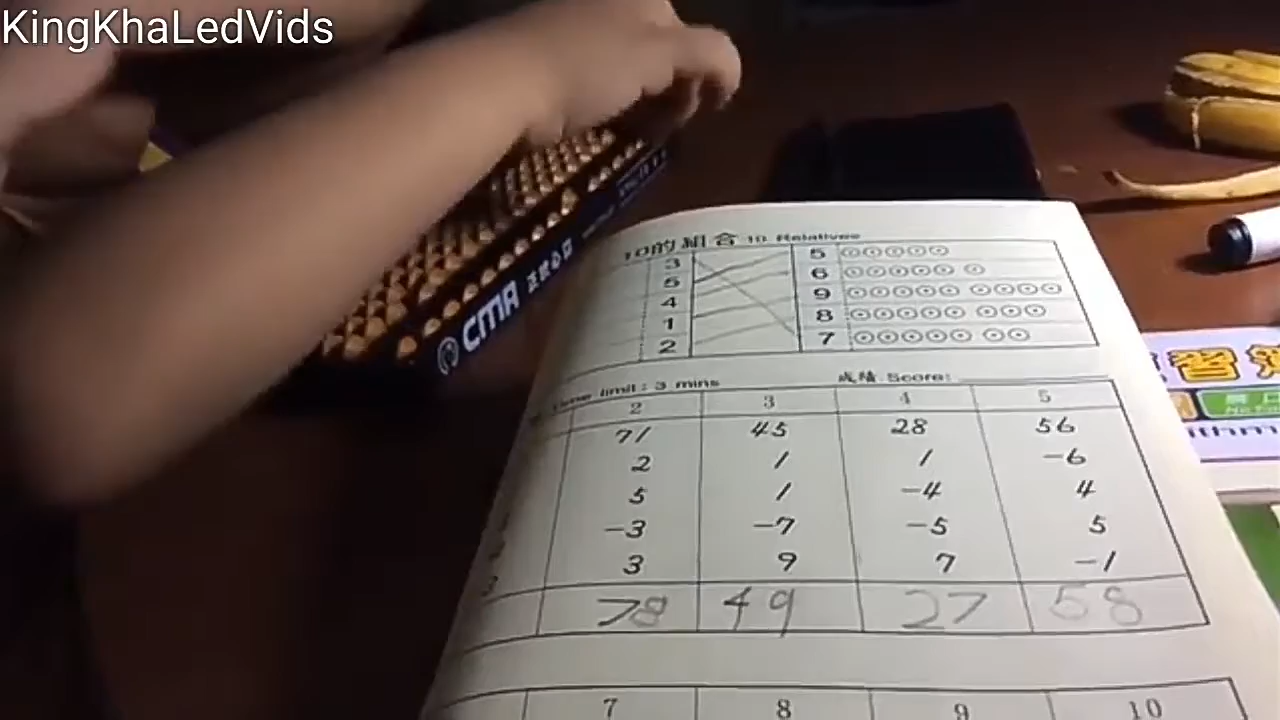 KingKhaLedVids
CMA
10的組合 10 Relatives
3 5 ⊙⊙⊙⊙⊙
5 6 ⊙⊙⊙⊙⊙ ⊙
4 9 ⊙⊙⊙⊙⊙ ⊙⊙⊙⊙
1 8 ⊙⊙⊙⊙⊙ ⊙⊙⊙
2 7 ⊙⊙⊙⊙⊙ ⊙⊙
Time limit: 3 mins 成績 Score:
2 3 4 5
71 45 28 56
2 1 1 -6
5 1 -4 4
-3 -7 -5 5
3 9 7 -1
78 49 27 58
7 8 9 10
習